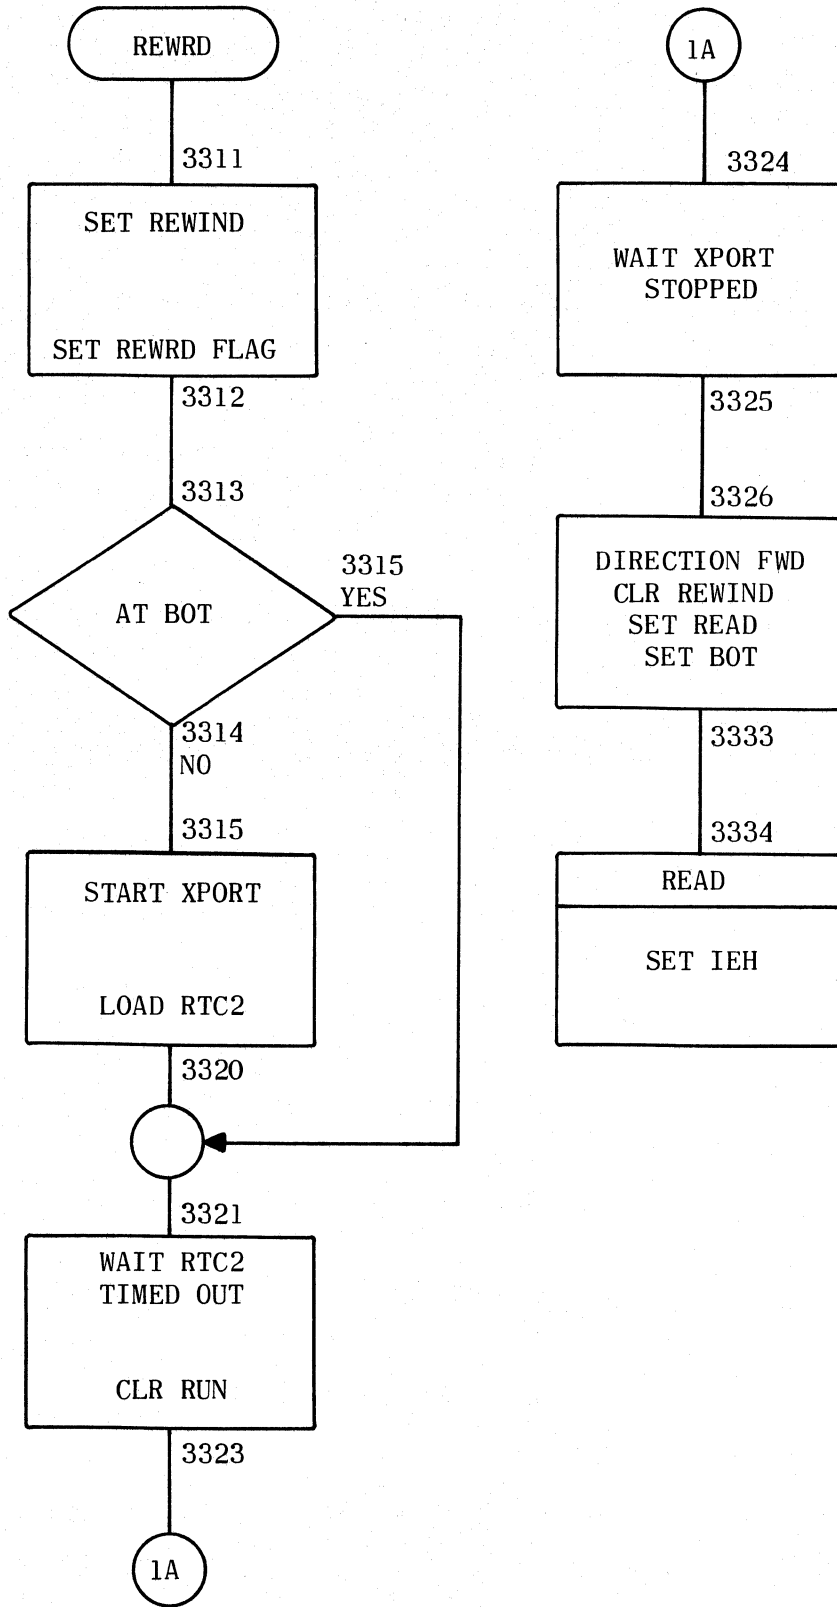 REWRD
3311
SET REWIND
SET REWRD FLAG
3312
3313
AT BOT
3315
YES
3314
NO
3315
START XPORT
LOAD RTC2
3320
3321
WAIT RTC2
TIMED OUT
CLR RUN
3323
1A
1A
3324
WAIT XPORT
STOPPED
3325
3326
DIRECTION FWD
CLR REWIND
SET READ
SET BOT
3333
3334
READ
SET IEH